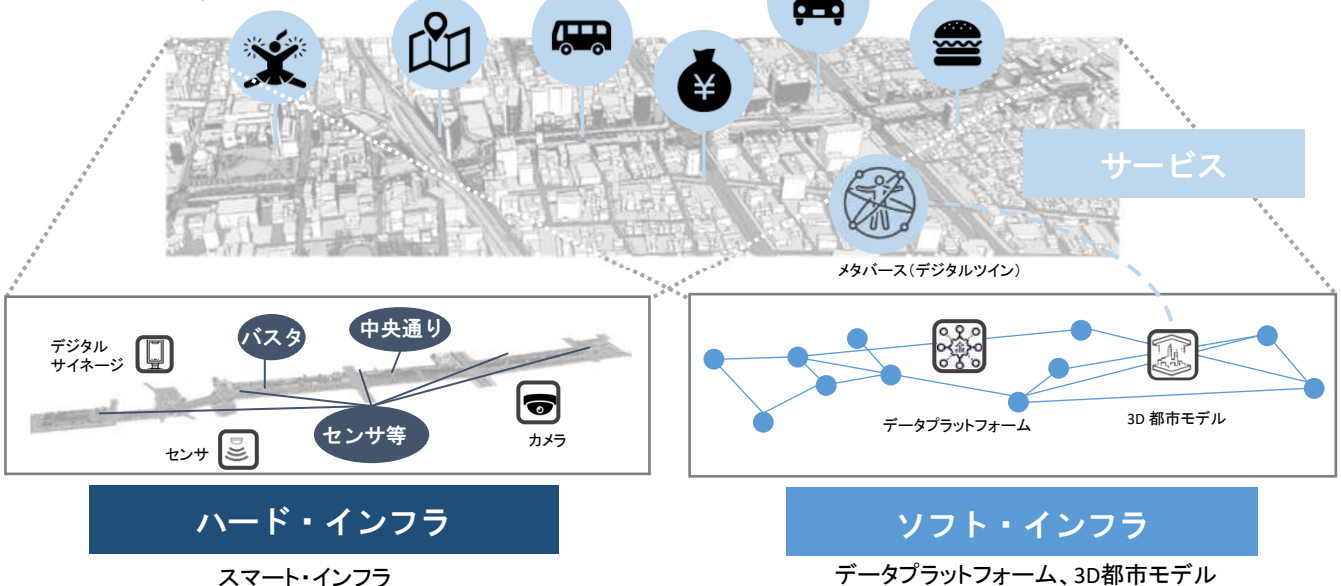 ¥
サービス
メタバース（デジタルツイン）
デジタル
サイネージ
バスタ
中央通り
センサ
センサ等
カメラ
データプラットフォーム
3D 都市モデル
ハード・インフラ
ソフト・インフラ
スマート・インフラ
データプラットフォーム、3D都市モデル